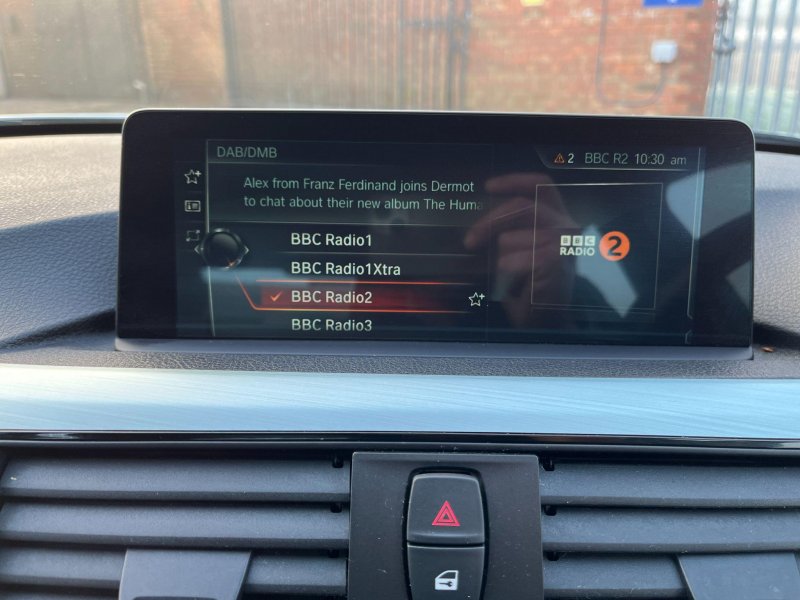 DAB/DMB
2 BBC R2 10:30 am
Alex from Franz Ferdinand joins Dermot
to chat about their new album The Huma
BBC Radio1
BBC Radio1Xtra
BBC Radio2
BBC Radio3
BBC
RADIO 2